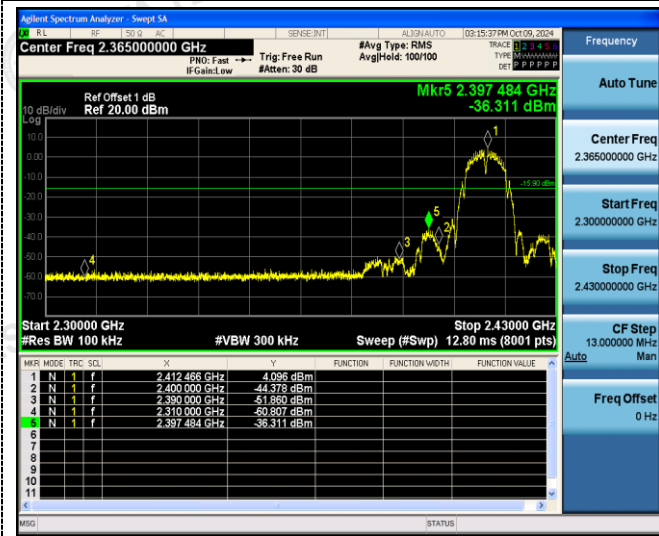 Agilent Spectrum Analyzer - Swept SA
RL RF 50 Ω AC SENSE:INT ALIGN AUTO 03:15:37 PM Oct 09, 2024
Center Freq 2.365000000 GHz
PNO: Fast
IFGain:Low
Trig: Free Run
#Atten: 30 dB
#Avg Type: RMS
Avg|Hold: 100/100
TRACE 1 2 3 4 5 6
TYPE
DET P P P P P P
Frequency
Auto Tune
Center Freq
2.365000000 GHz
Start Freq
2.300000000 GHz
Stop Freq
2.430000000 GHz
CF Step
13.000000 MHz
Auto Man
Freq Offset
0 Hz
Ref Offset 1 dB
10 dB/div Ref 20.00 dBm
Log
Mkr5 2.397 484 GHz
-36.311 dBm
10.0
0.00
-10.0
-20.0
-30.0
-40.0
-50.0
-60.0
-70.0
-15.90 dBm
1
2
3
4
5
Start 2.30000 GHz Stop 2.43000 GHz
#Res BW 100 kHz #VBW 300 kHz Sweep (#Swp) 12.80 ms (8001 pts)
MKR MODE TRC SCL X Y FUNCTION FUNCTION WIDTH FUNCTION VALUE
1 N 1 f 2.412 466 GHz 4.096 dBm
2 N 1 f 2.400 000 GHz -44.378 dBm
3 N 1 f 2.390 000 GHz -51.860 dBm
4 N 1 f 2.310 000 GHz -60.807 dBm
5 N 1 f 2.397 484 GHz -36.311 dBm
6
7
8
9
10
11
MSG STATUS